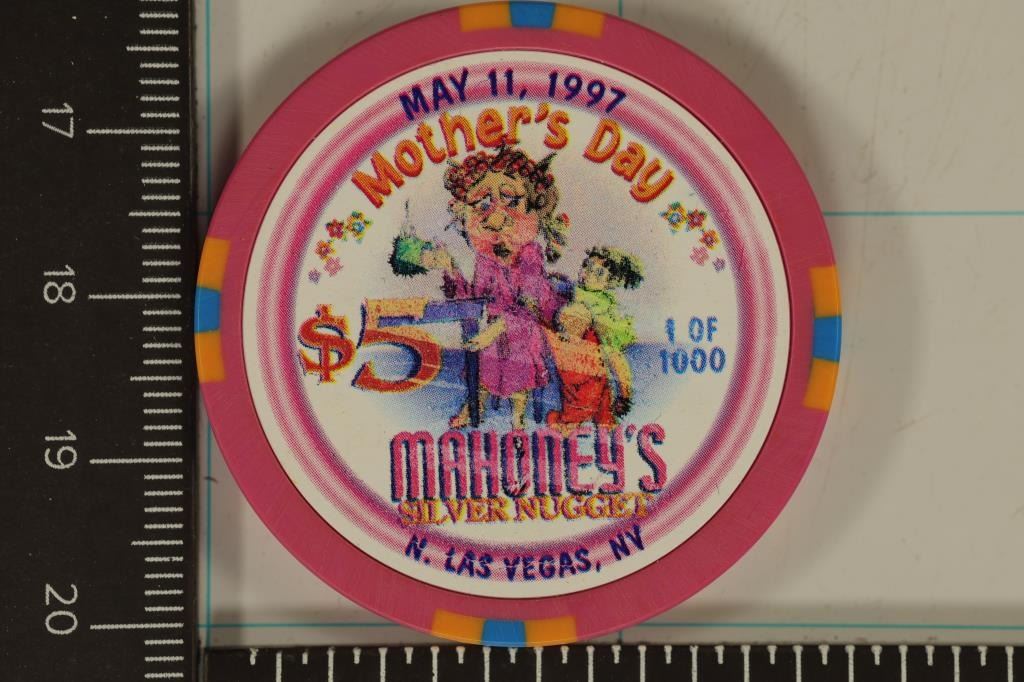 MAY 11, 1997
Mother's Day
$5
1 OF
1000
MAHONEY'S
SILVER NUGGET
N. LAS VEGAS, NV
17
18
19
20